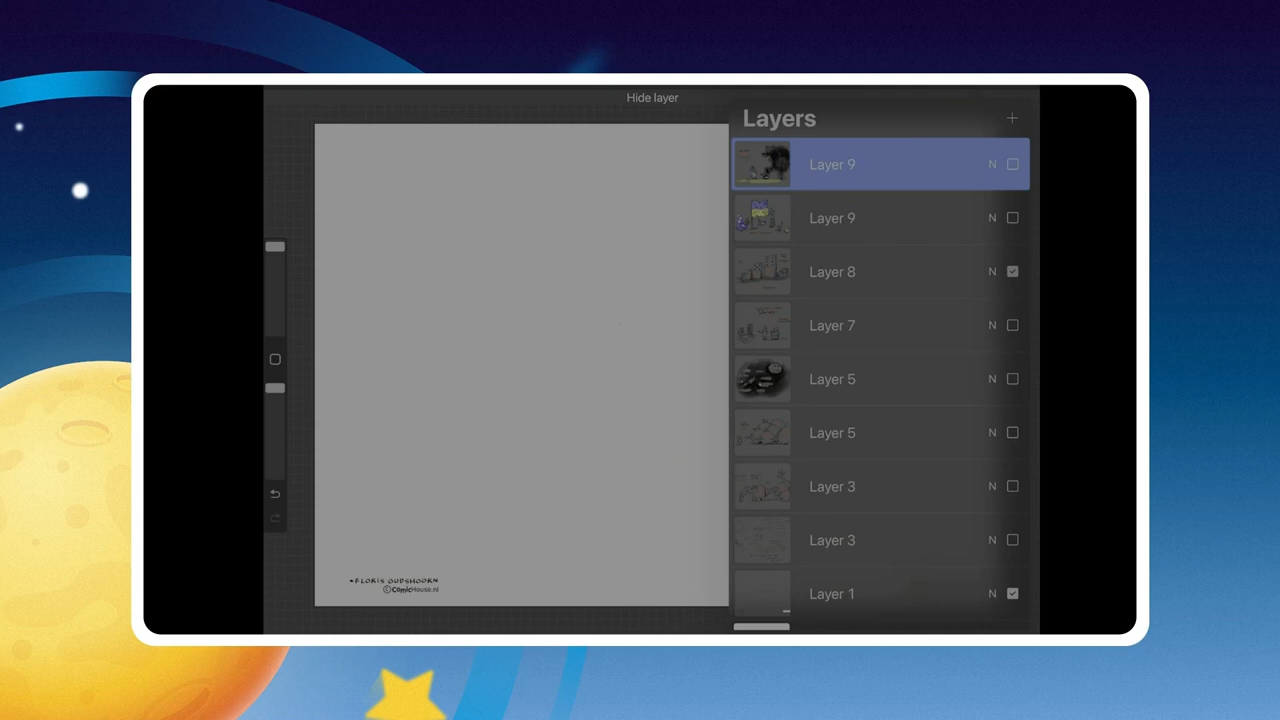 Hide layer
Layers
Layer 9 N
Layer 9 N
Layer 8 N
Layer 7 N
Layer 5 N
Layer 5 N
Layer 3 N
Layer 3 N
Layer 1 N
•FLORIS OUDSHOORN
©ComicHouse.nl